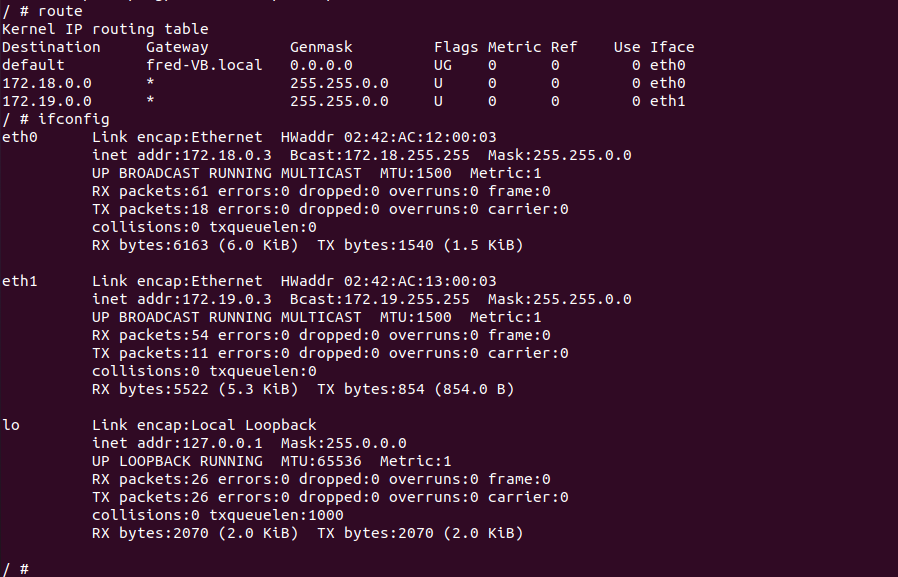 / # route
Kernel IP routing table
Destination     Gateway         Genmask         Flags Metric Ref    Use Iface
default         fred-VB.local   0.0.0.0         UG    0      0        0 eth0
172.18.0.0      *               255.255.0.0     U     0      0        0 eth0
172.19.0.0      *               255.255.0.0     U     0      0        0 eth1
/ # ifconfig
eth0      Link encap:Ethernet  HWaddr 02:42:AC:12:00:03
          inet addr:172.18.0.3  Bcast:172.18.255.255  Mask:255.255.0.0
          UP BROADCAST RUNNING MULTICAST  MTU:1500  Metric:1
          RX packets:61 errors:0 dropped:0 overruns:0 frame:0
          TX packets:18 errors:0 dropped:0 overruns:0 carrier:0
          collisions:0 txqueuelen:0
          RX bytes:6163 (6.0 KiB)  TX bytes:1540 (1.5 KiB)

eth1      Link encap:Ethernet  HWaddr 02:42:AC:13:00:03
          inet addr:172.19.0.3  Bcast:172.19.255.255  Mask:255.255.0.0
          UP BROADCAST RUNNING MULTICAST  MTU:1500  Metric:1
          RX packets:54 errors:0 dropped:0 overruns:0 frame:0
          TX packets:11 errors:0 dropped:0 overruns:0 carrier:0
          collisions:0 txqueuelen:0
          RX bytes:5522 (5.3 KiB)  TX bytes:854 (854.0 B)

lo        Link encap:Local Loopback
          inet addr:127.0.0.1  Mask:255.0.0.0
          UP LOOPBACK RUNNING  MTU:65536  Metric:1
          RX packets:26 errors:0 dropped:0 overruns:0 frame:0
          TX packets:26 errors:0 dropped:0 overruns:0 carrier:0
          collisions:0 txqueuelen:1000
          RX bytes:2070 (2.0 KiB)  TX bytes:2070 (2.0 KiB)

/ #